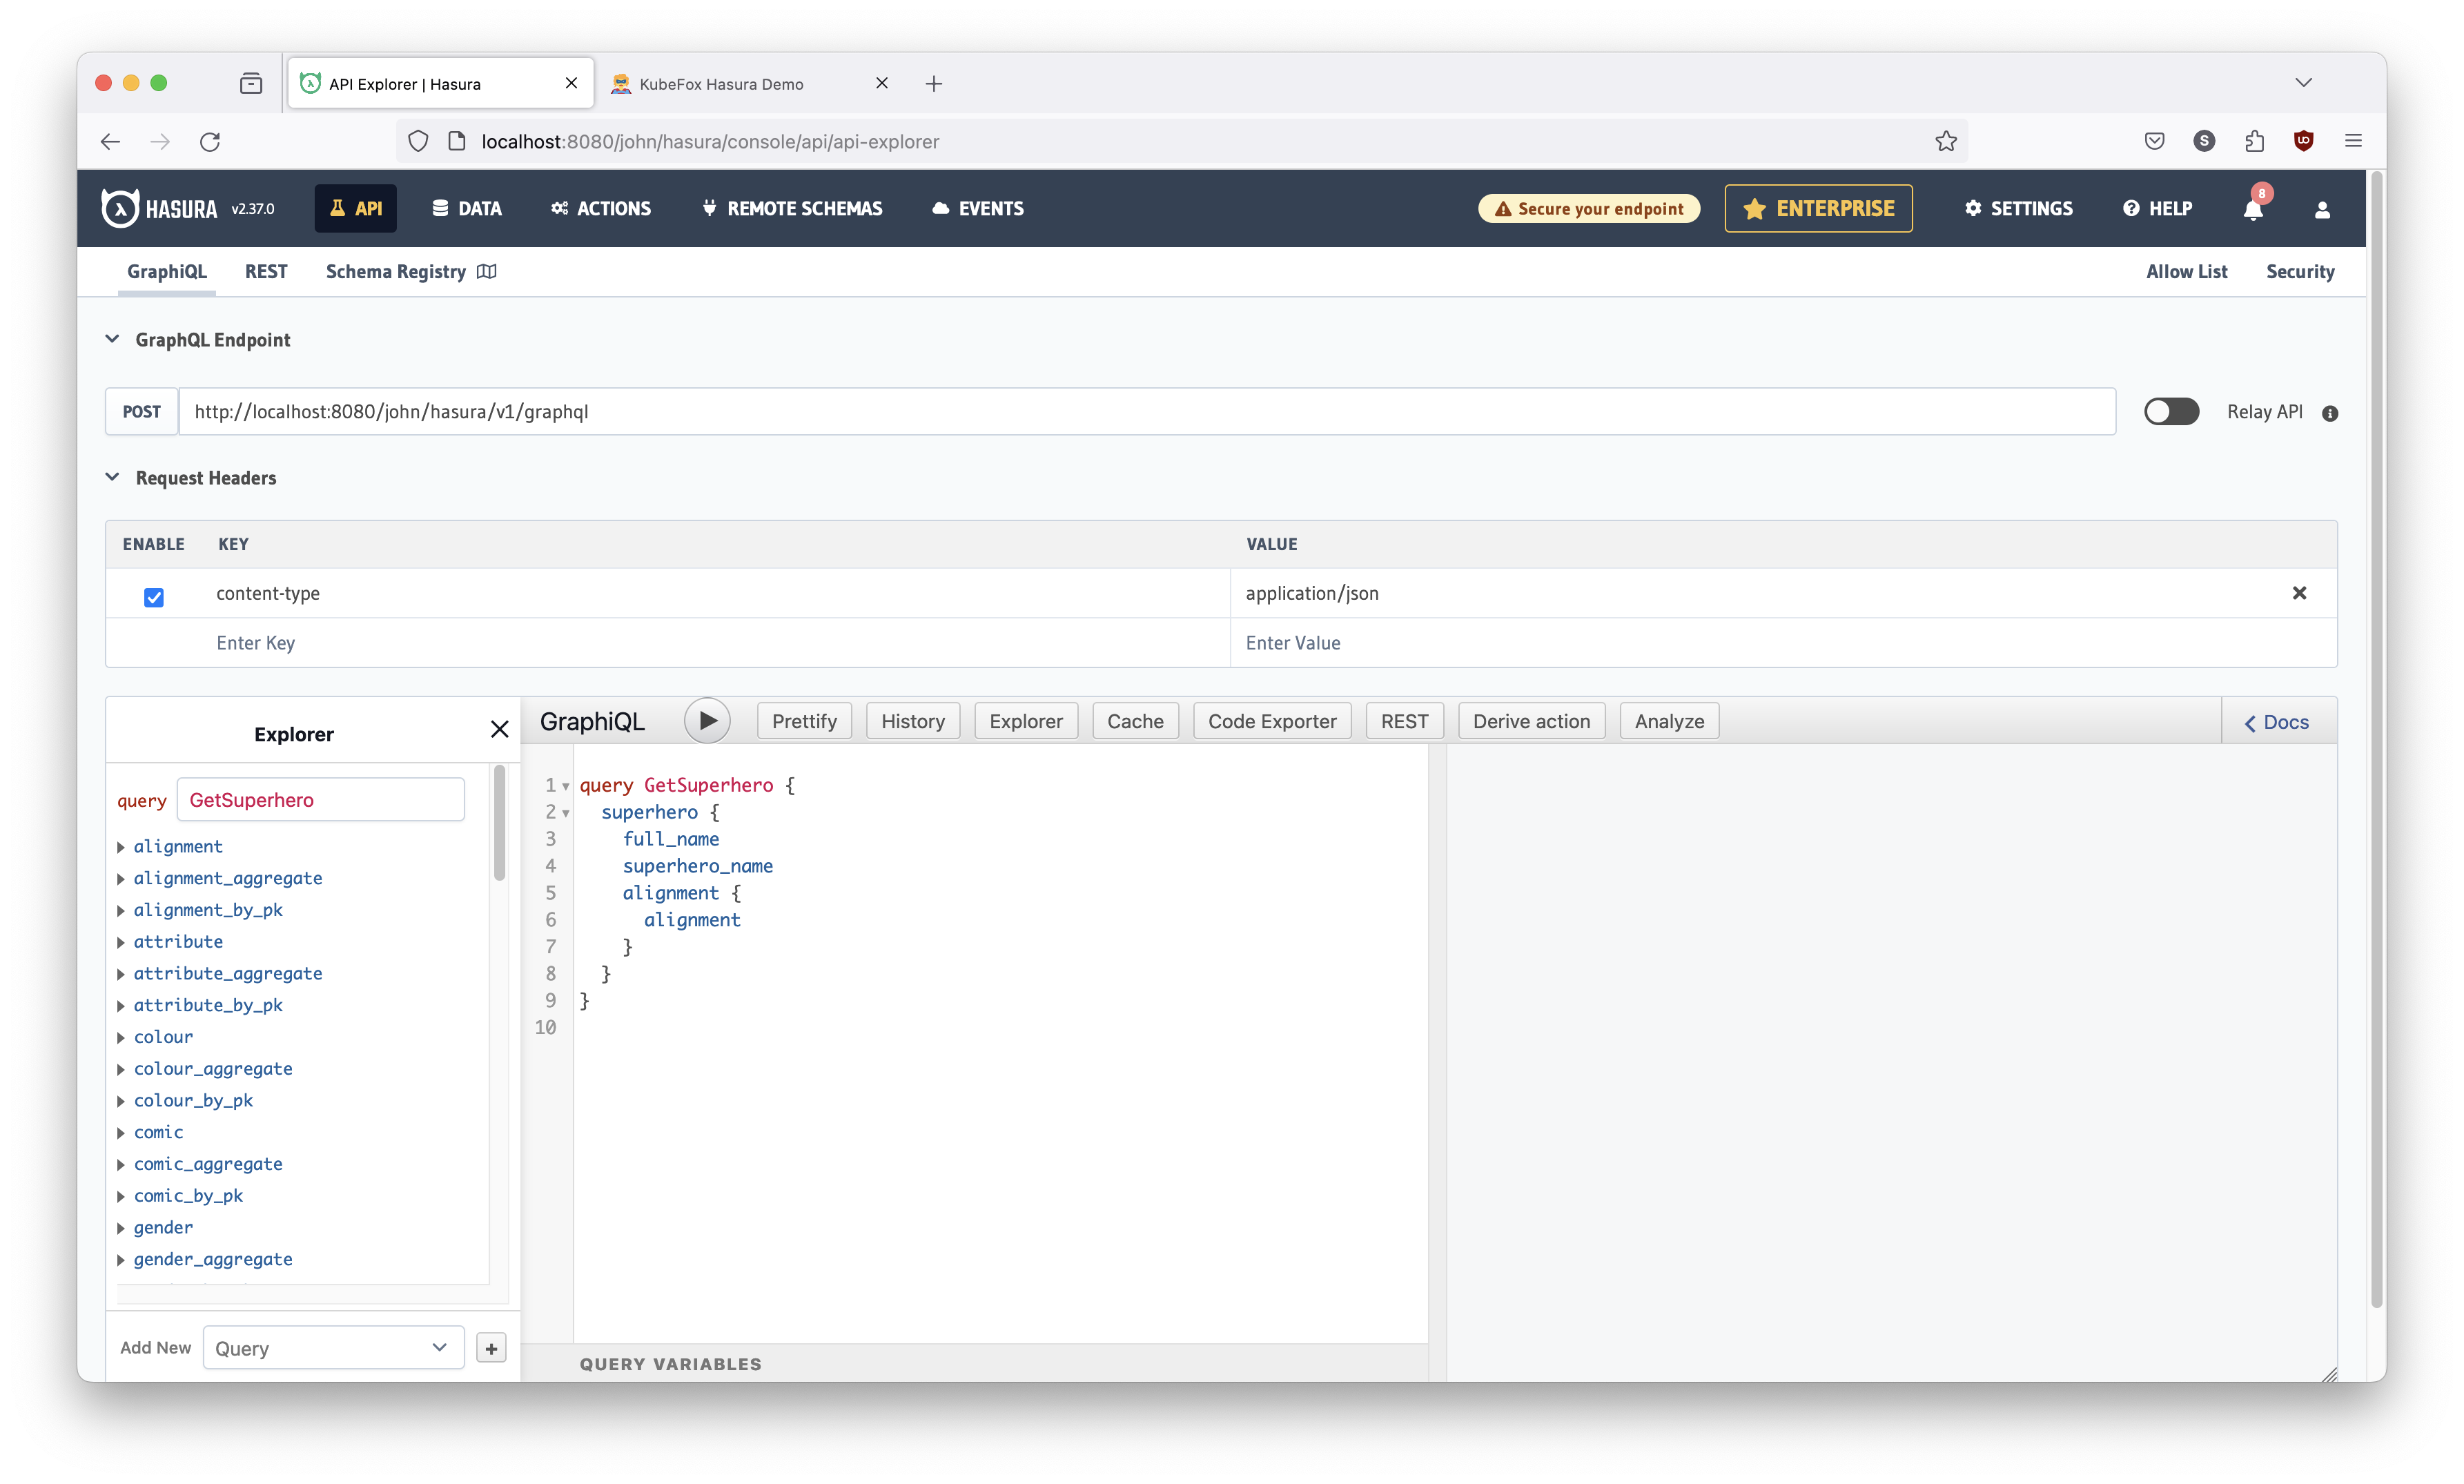 API Explorer | Hasura
KubeFox Hasura Demo
localhost:8080/john/hasura/console/api/api-explorer
S
HASURA v2.37.0 API DATA ACTIONS REMOTE SCHEMAS EVENTS Secure your endpoint ENTERPRISE SETTINGS HELP 8
GraphiQL REST Schema Registry Allow List Security
GraphQL Endpoint
POST http://localhost:8080/john/hasura/v1/graphql Relay API
Request Headers
ENABLE KEY VALUE
content-type application/json
Enter Key Enter Value
Explorer
GraphiQL Prettify History Explorer Cache Code Exporter REST Derive action Analyze Docs
query GetSuperhero
alignment
alignment_aggregate
alignment_by_pk
attribute
attribute_aggregate
attribute_by_pk
colour
colour_aggregate
colour_by_pk
comic
comic_aggregate
comic_by_pk
gender
gender_aggregate
Add New Query +
1 query GetSuperhero {
2 superhero {
3 full_name
4 superhero_name
5 alignment {
6 alignment
7 }
8 }
9 }
10
QUERY VARIABLES